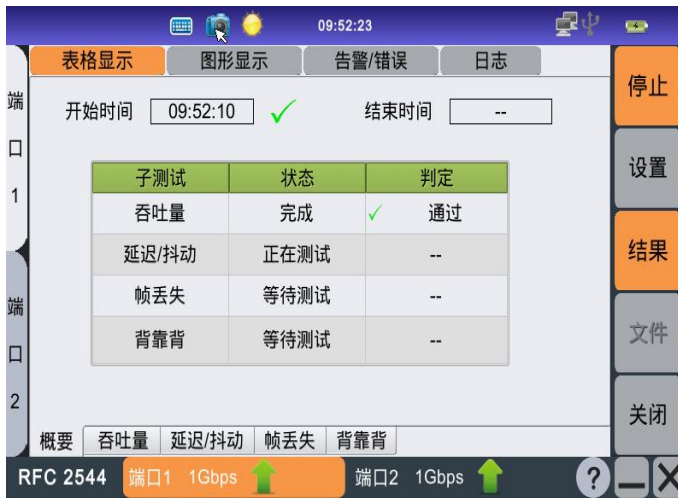 09:52:23
表格显示 图形显示 告警/错误 日志
停止
端口1
开始时间 09:52:10 结束时间 --
设置
子测试 状态 判定
吞吐量 完成 通过
延迟/抖动 正在测试 --
结果
帧丢失 等待测试 --
端口2
背靠背 等待测试 --
文件
关闭
概要 吞吐量 延迟/抖动 帧丢失 背靠背
RFC 2544 端口1 1Gbps 端口2 1Gbps ?